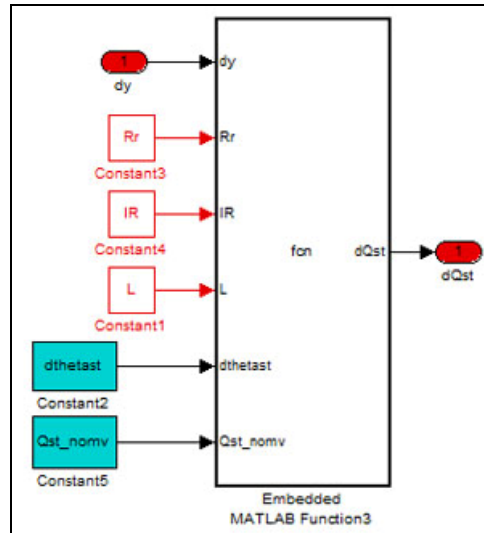 1
dy
dy
Rr
Constant3
Rr
IR
Constant4
IR
fcn
dQst
1
dQst
L
Constant1
L
dthetast
Constant2
dthetast
Qst_nomv
Constant5
Qst_nomv
Embedded
MATLAB Function3